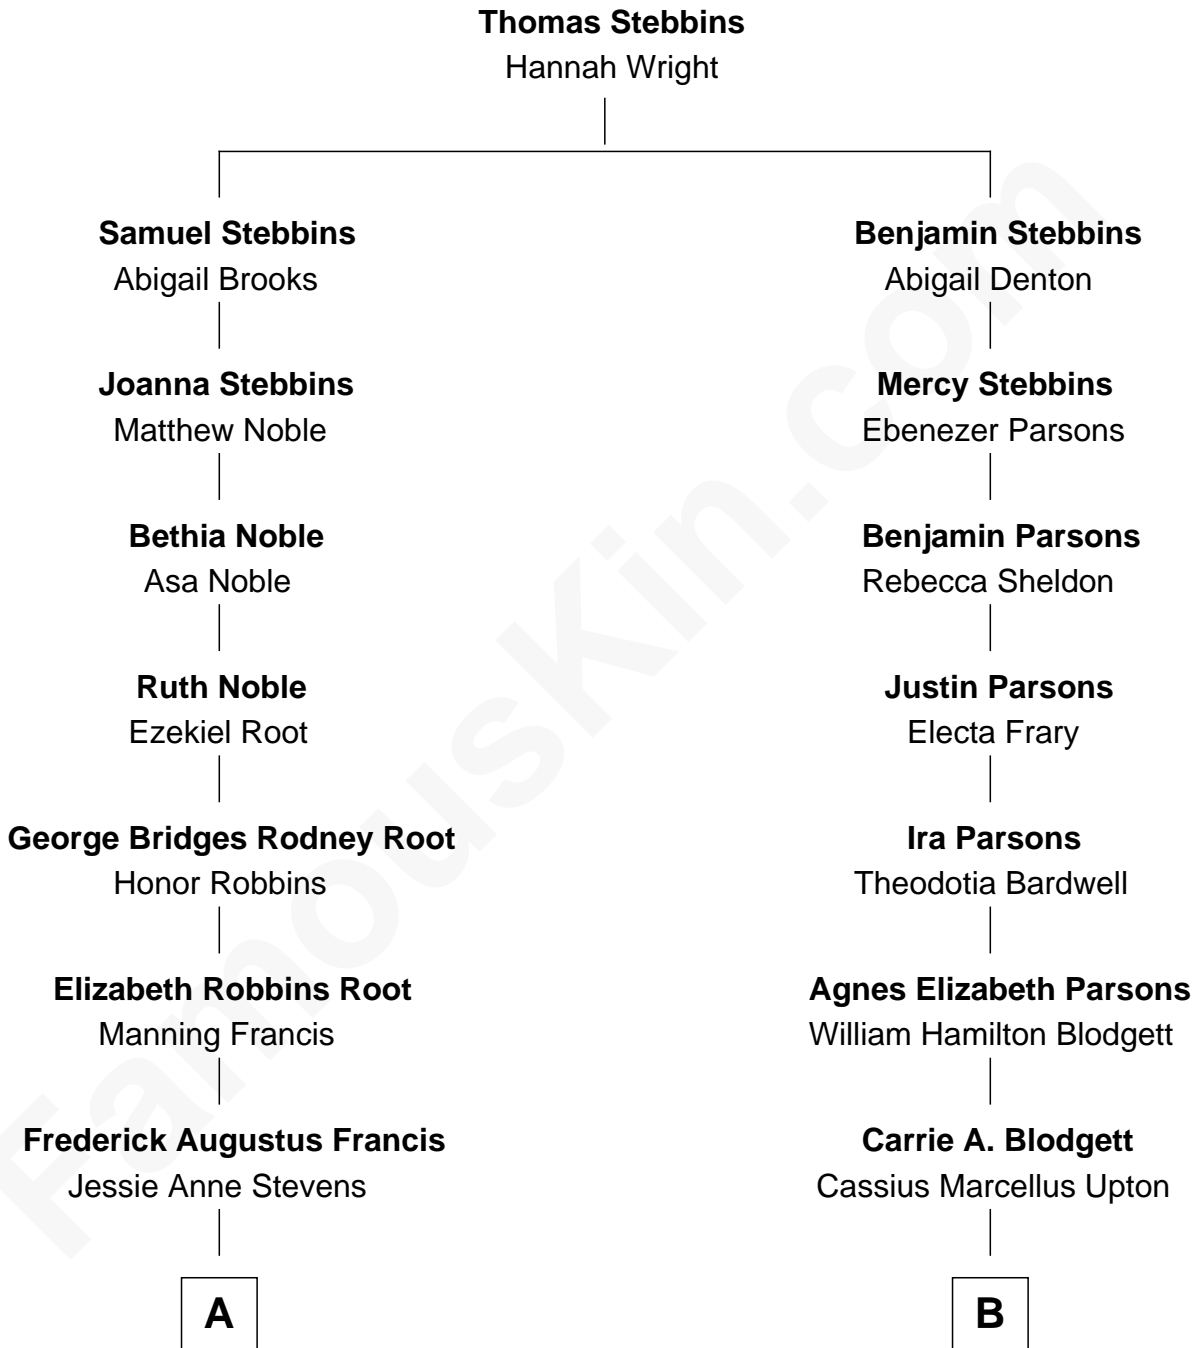 Thomas Stebbins
Hannah Wright
Samuel Stebbins
Abigail Brooks
Benjamin Stebbins
Abigail Denton
Joanna Stebbins
Matthew Noble
Mercy Stebbins
Ebenezer Parsons
Bethia Noble
Asa Noble
Benjamin Parsons
Rebecca Sheldon
Ruth Noble
Ezekiel Root
Justin Parsons
Electa Frary
George Bridges Rodney Root
Honor Robbins
Ira Parsons
Theodotia Bardwell
Elizabeth Robbins Root
Manning Francis
Agnes Elizabeth Parsons
William Hamilton Blodgett
Frederick Augustus Francis
Jessie Anne Stevens
Carrie A. Blodgett
Cassius Marcellus Upton
A
B
FamousKin.com